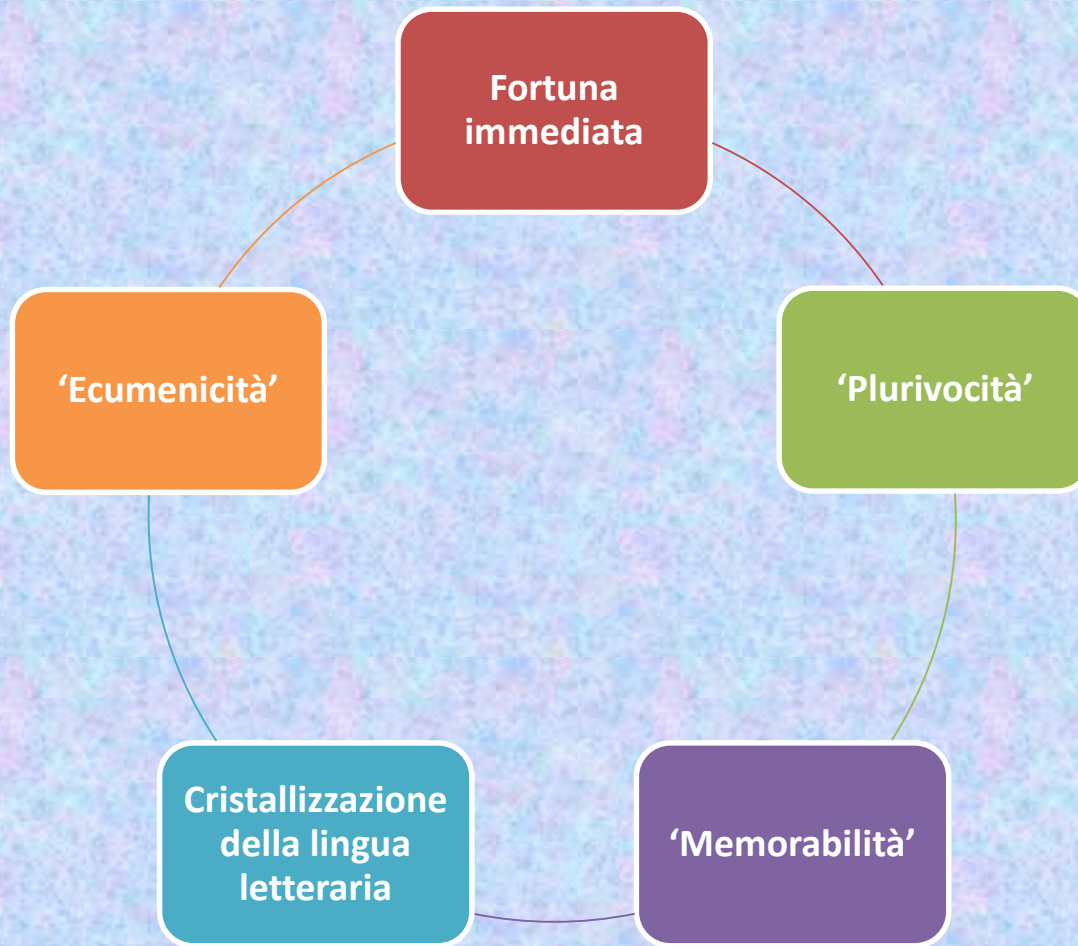 Fortuna
immediata
‘Plurivocità’
‘Memorabilità’
Cristallizzazione
della lingua
letteraria
‘Ecumenicità’